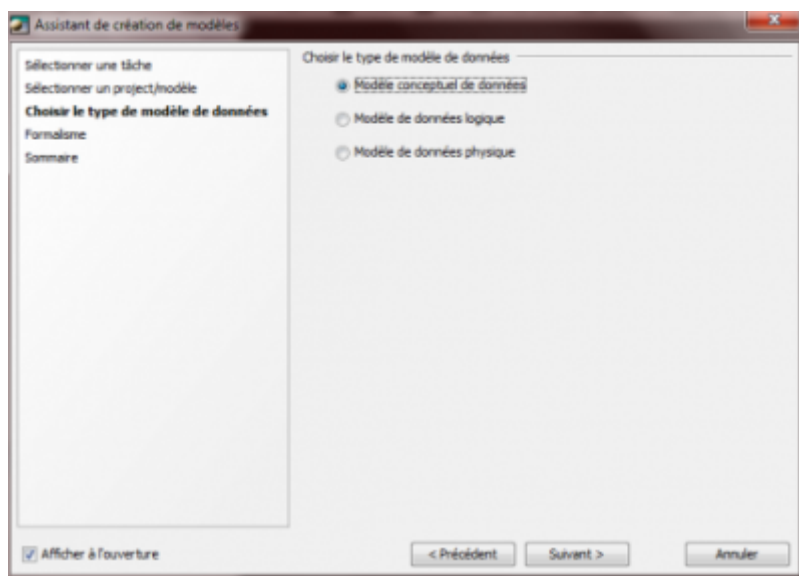 Assistant de création de modèles
Sélectionner une tâche
Sélectionner un project/modèle
Choisir le type de modèle de données
Formalisme
Sommaire
Choisir le type de modèle de données
Modèle conceptuel de données
Modèle de données logique
Modèle de données physique
Afficher à l'ouverture
< Précédent
Suivant >
Annuler